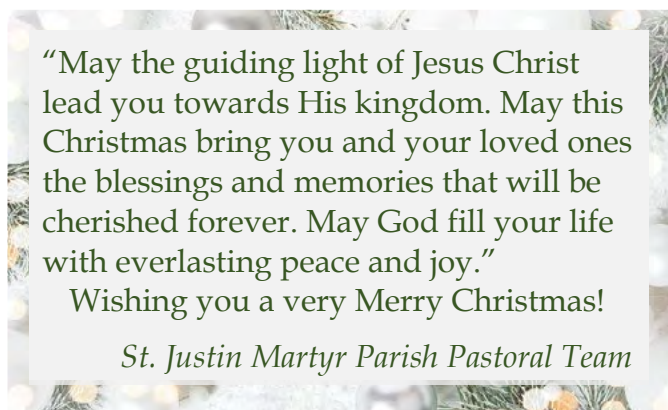 “May the guiding light of Jesus Christ
lead you towards His kingdom. May this
Christmas bring you and your loved ones
the blessings and memories that will be
cherished forever. May God fill your life
with everlasting peace and joy.”
Wishing you a very Merry Christmas!
St. Justin Martyr Parish Pastoral Team